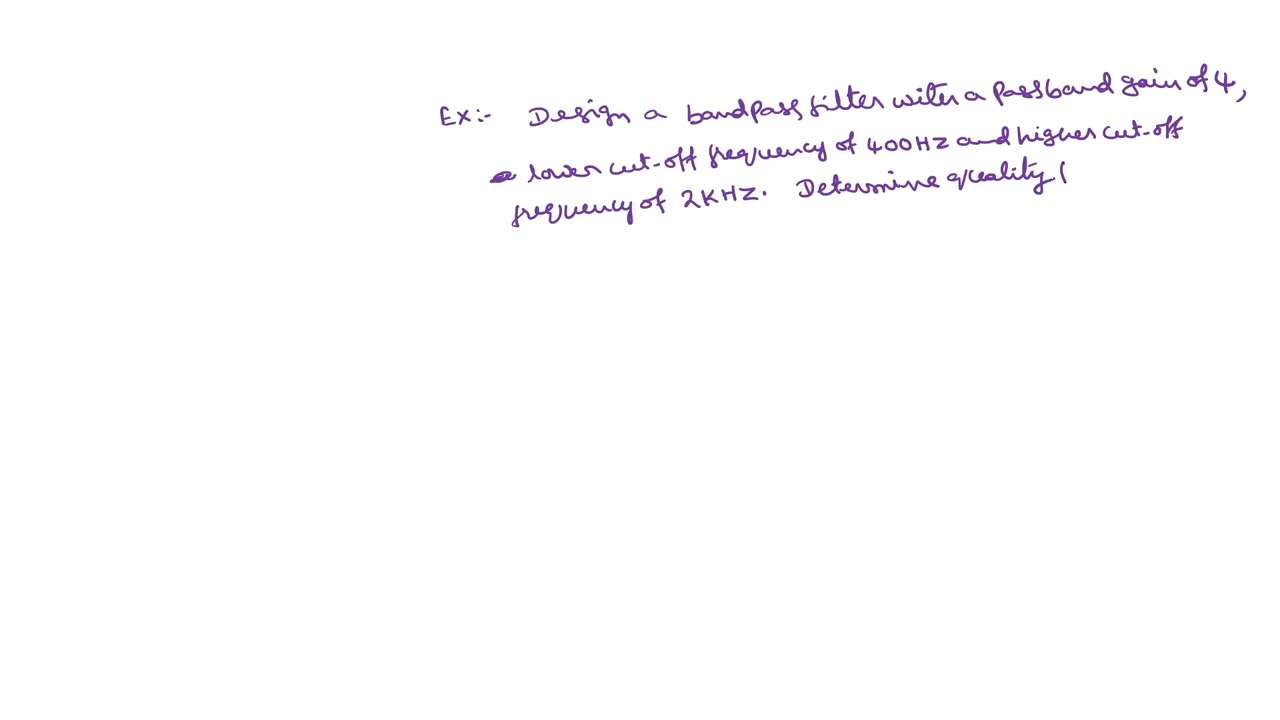 Ex:- Design a bandpass filter with a passband gain of 4,
lower cut-off frequency of 400HZ and higher cut-off
frequency of 2KHZ. Determine quality (